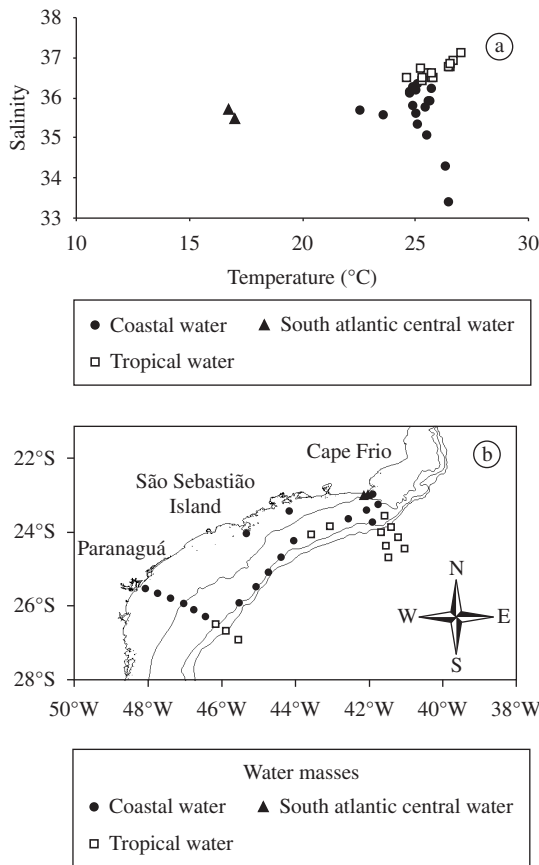 38
37
36
35
34
33
Salinity
a
10 15 20 25 30
Temperature (°C)
Coastal water South atlantic central water
Tropical water
22°S
24°S
26°S
28°S
b
Cape Frio
São Sebastião
Island
Paranaguá
N
W E
S
50°W 48°W 46°W 44°W 42°W 40°W 38°W
Water masses
Coastal water South atlantic central water
Tropical water